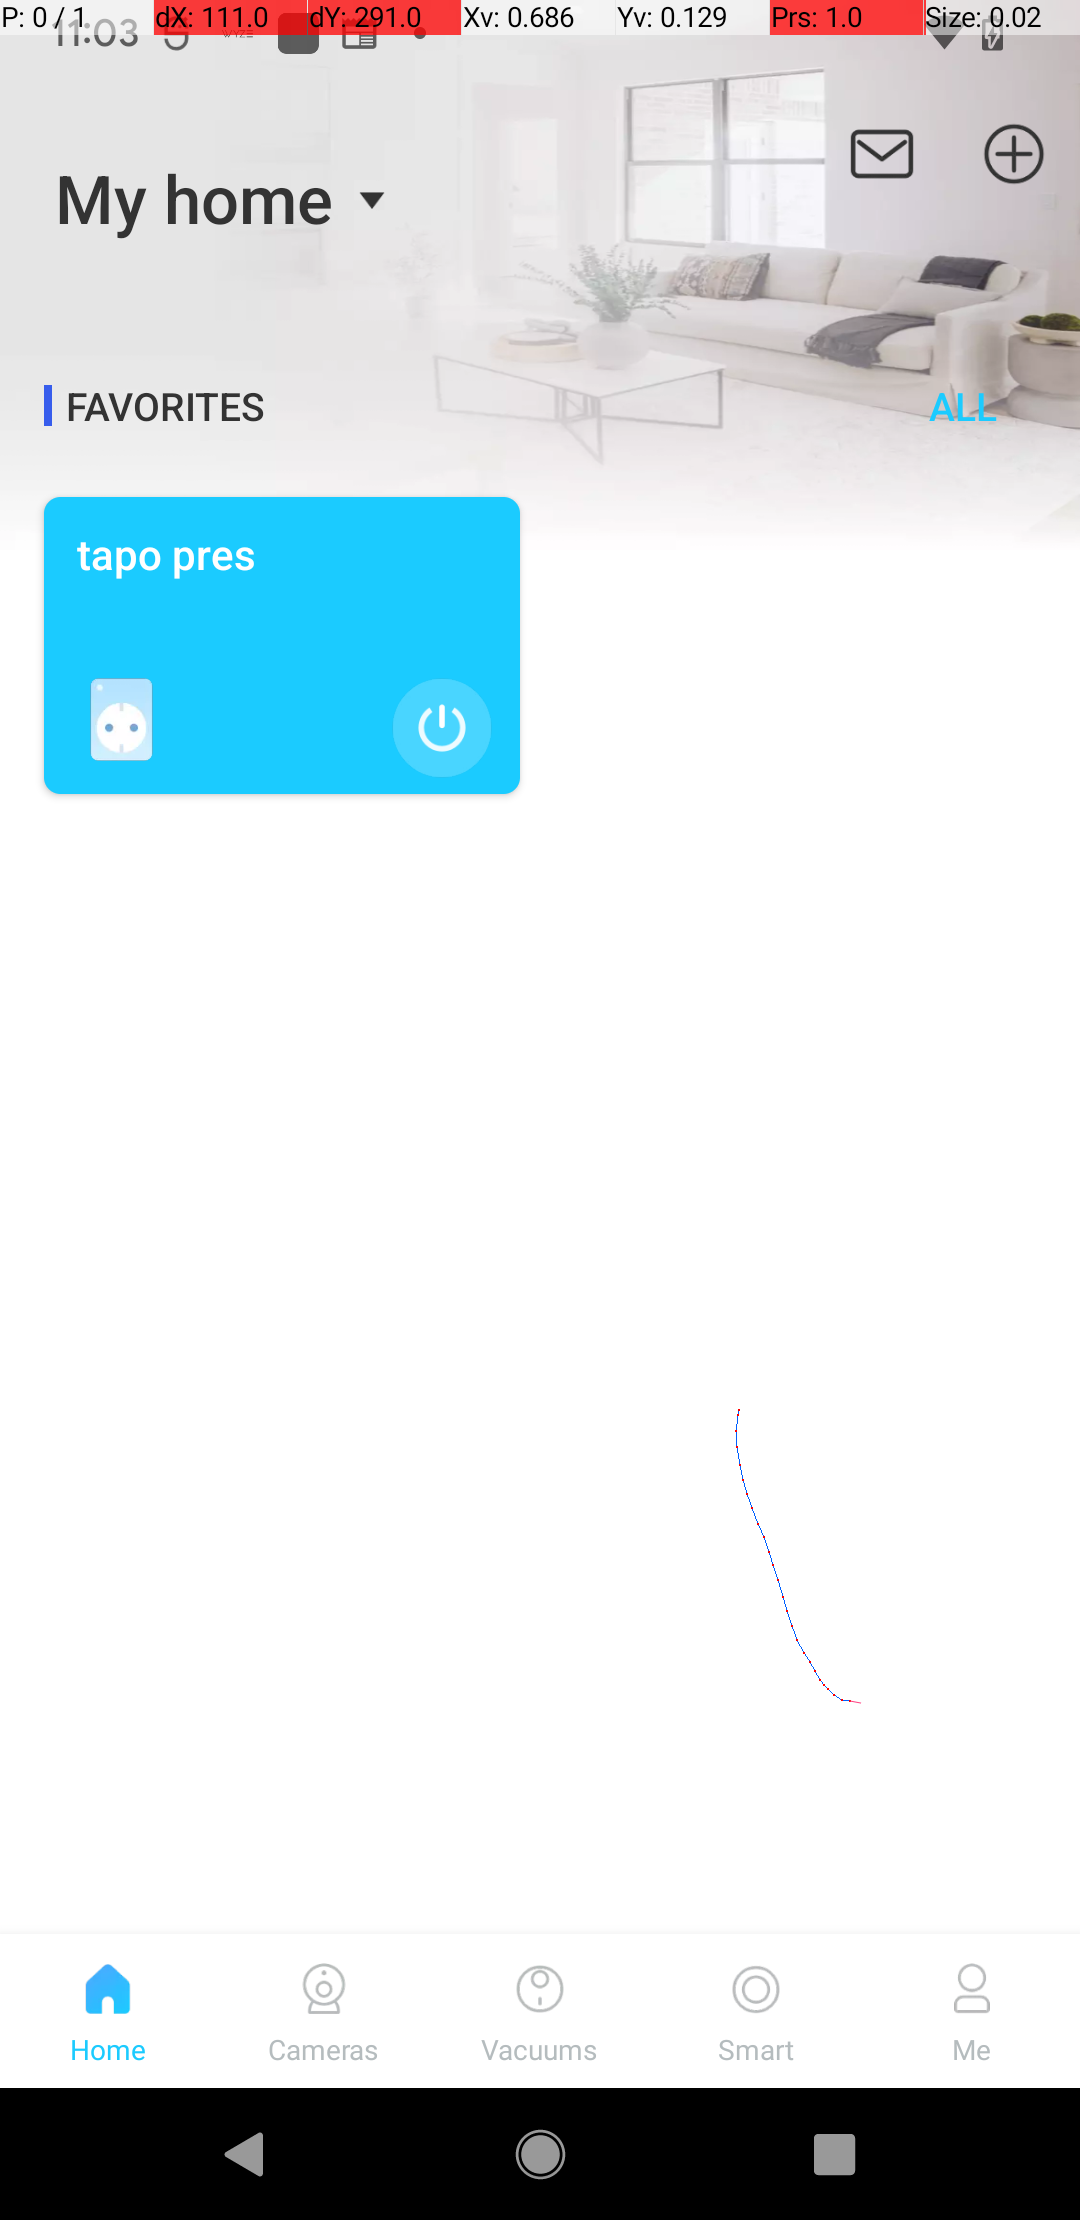 P: 0 / 1 dX: 111.0 dY: 291.0 Xv: 0.686 Yv: 0.129 Prs: 1.0 Size: 0.02
11:03 WYZE
My home
FAVORITES ALL
tapo pres
Home Cameras Vacuums Smart Me